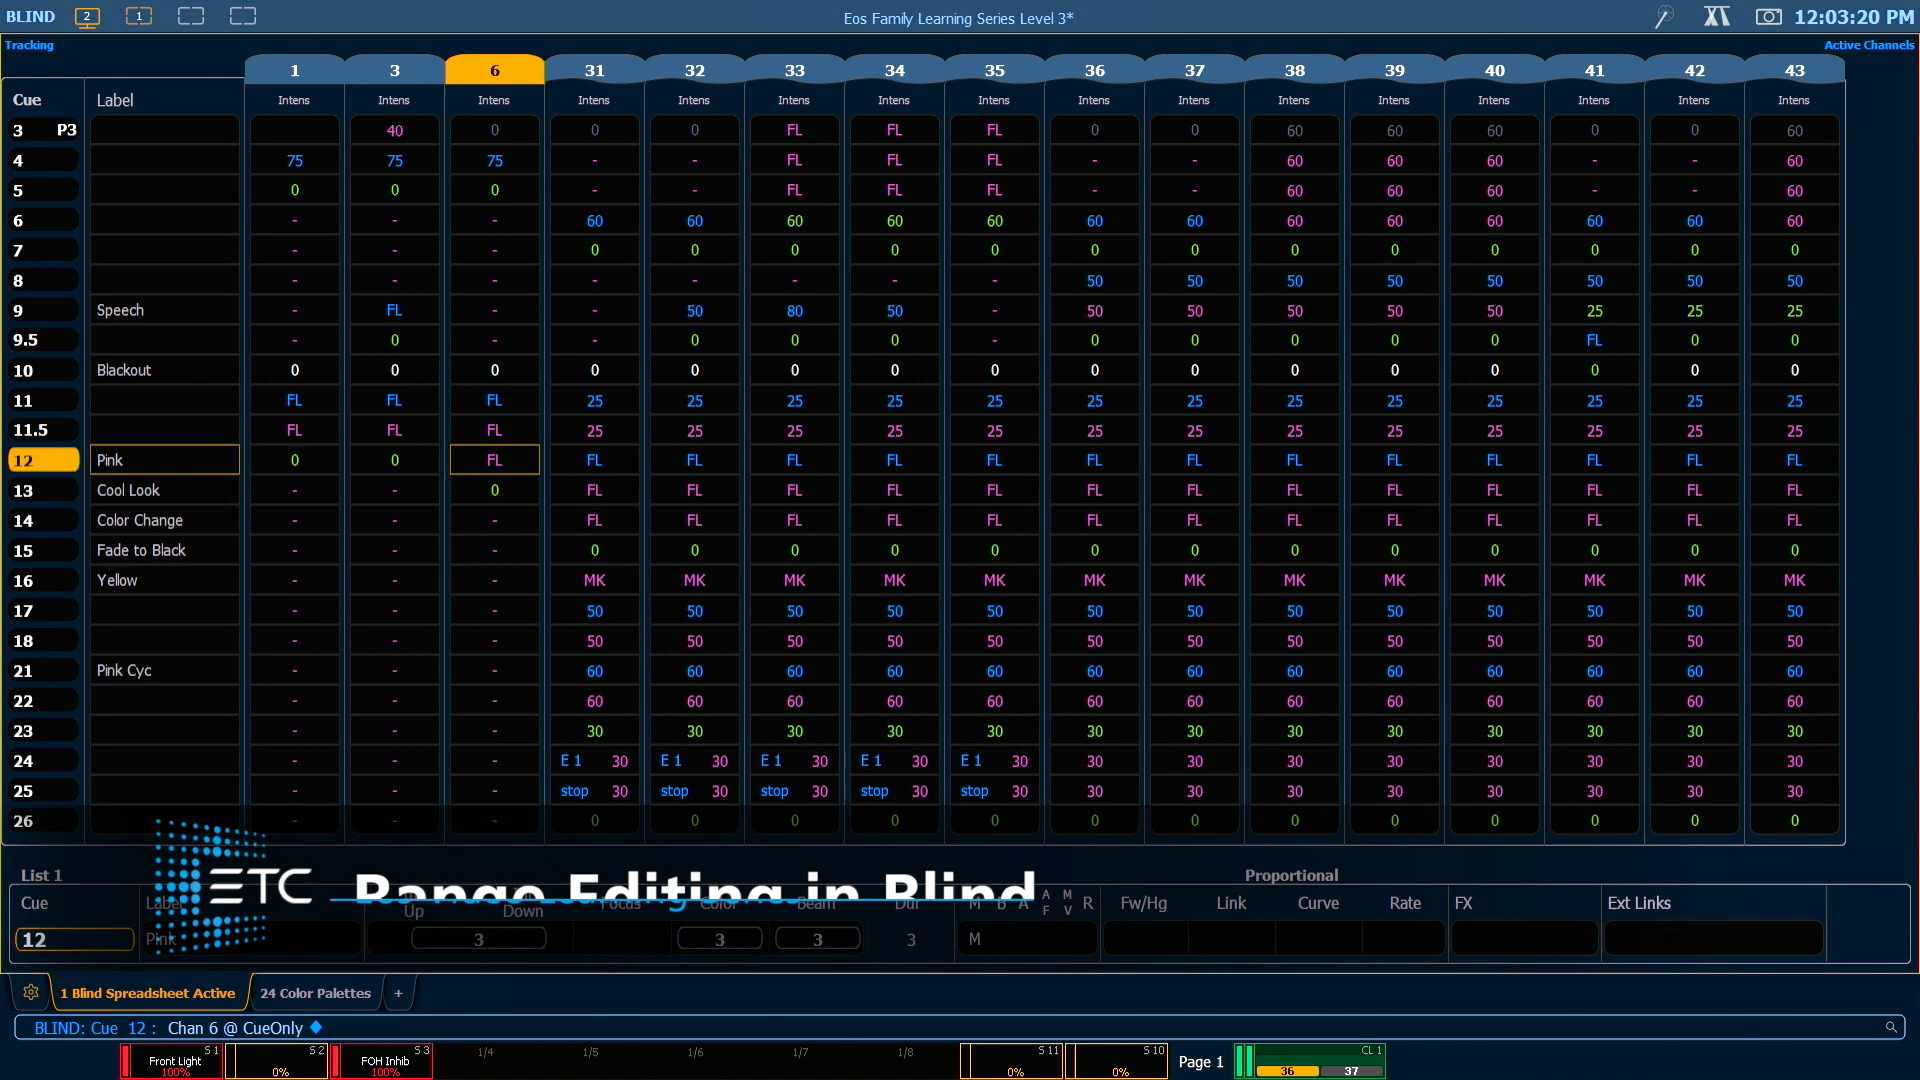 BLIND 2 1 Eos Family Learning Series Level 3* 12:03:20 PM
Tracking Active Channels
1 3 6 31 32 33 34 35 36 37 38 39 40 41 42 43
Cue Label Intens Intens Intens Intens Intens Intens Intens Intens Intens Intens Intens Intens Intens Intens Intens Intens
3 P3 40 0 0 0 FL FL FL 0 0 60 60 60 0 0 60
4 75 75 75 - - FL FL FL - - 60 60 60 - - 60
5 0 0 0 - - FL FL FL - - 60 60 60 - - 60
6 - - - 60 60 60 60 60 60 60 60 60 60 60 60 60
7 - - - 0 0 0 0 0 0 0 0 0 0 0 0 0
8 - - - - - - - - 50 50 50 50 50 50 50 50
9 Speech - FL - - 50 80 50 - 50 50 50 50 50 25 25 25
9.5 - 0 - - 0 0 0 - 0 0 0 0 0 FL 0 0
10 Blackout 0 0 0 0 0 0 0 0 0 0 0 0 0 0 0 0
11 FL FL FL 25 25 25 25 25 25 25 25 25 25 25 25 25
11.5 FL FL FL 25 25 25 25 25 25 25 25 25 25 25 25 25
12 Pink 0 0 FL FL FL FL FL FL FL FL FL FL FL FL FL FL
13 Cool Look - - 0 FL FL FL FL FL FL FL FL FL FL FL FL FL
14 Color Change - - - FL FL FL FL FL FL FL FL FL FL FL FL FL
15 Fade to Black - - - 0 0 0 0 0 0 0 0 0 0 0 0 0
16 Yellow - - - MK MK MK MK MK MK MK MK MK MK MK MK MK
17 - - - 50 50 50 50 50 50 50 50 50 50 50 50 50
18 - - - 50 50 50 50 50 50 50 50 50 50 50 50 50
21 Pink Cyc - - - 60 60 60 60 60 60 60 60 60 60 60 60 60
22 - - - 60 60 60 60 60 60 60 60 60 60 60 60 60
23 - - - 30 30 30 30 30 30 30 30 30 30 30 30 30
24 - - - E 1 30 E 1 30 E 1 30 E 1 30 E 1 30 30 30 30 30 30 30 30 30
25 - - - stop 30 stop 30 stop 30 stop 30 stop 30 30 30 30 30 30 30 30 30
26 - - - 0 0 0 0 0 0 0 0 0 0 0 0 0
List 1 Proportional
ETC Range Editing in Blind
Cue Label Up Down Focus Color Beam Dur M B A A F M V R Fw/Hg Link Curve Rate FX Ext Links
12 Pink 3 3 3 3 M
1 Blind Spreadsheet Active 24 Color Palettes +
BLIND: Cue 12 : Chan 6 @ CueOnly
Front Light S 1 100% S 2 0% FOH Inhib S 3 100% 1/4 1/5 1/6 1/7 1/8 S 11 0% S 10 0% Page 1 CL 1 36 37